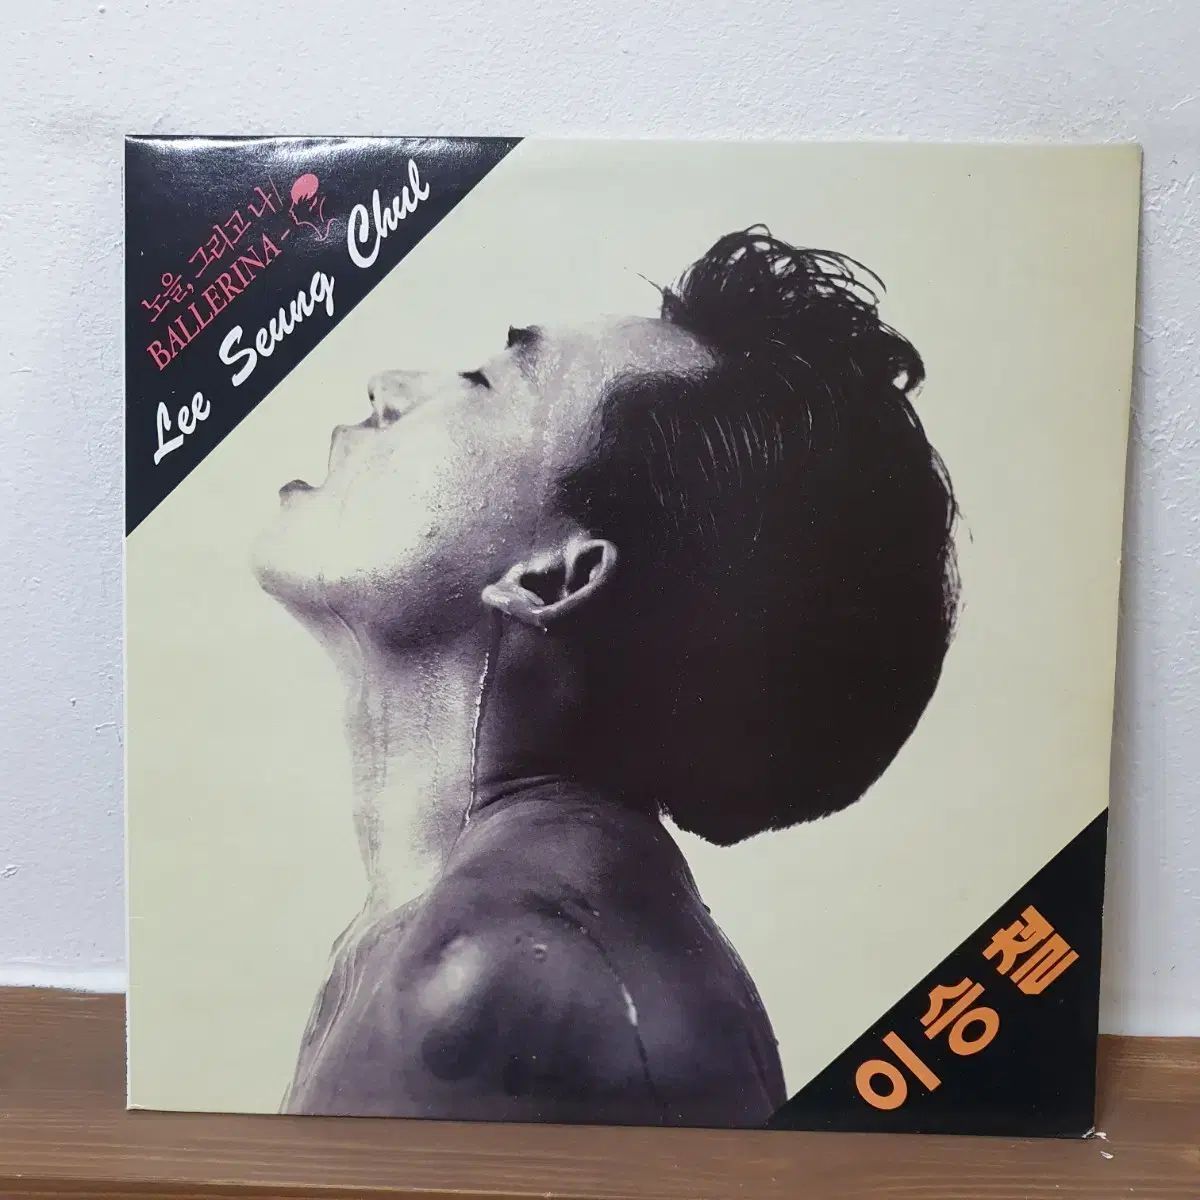 노을, 그리고 나/
BALLERINA-
Lee Seung Chul
이승철